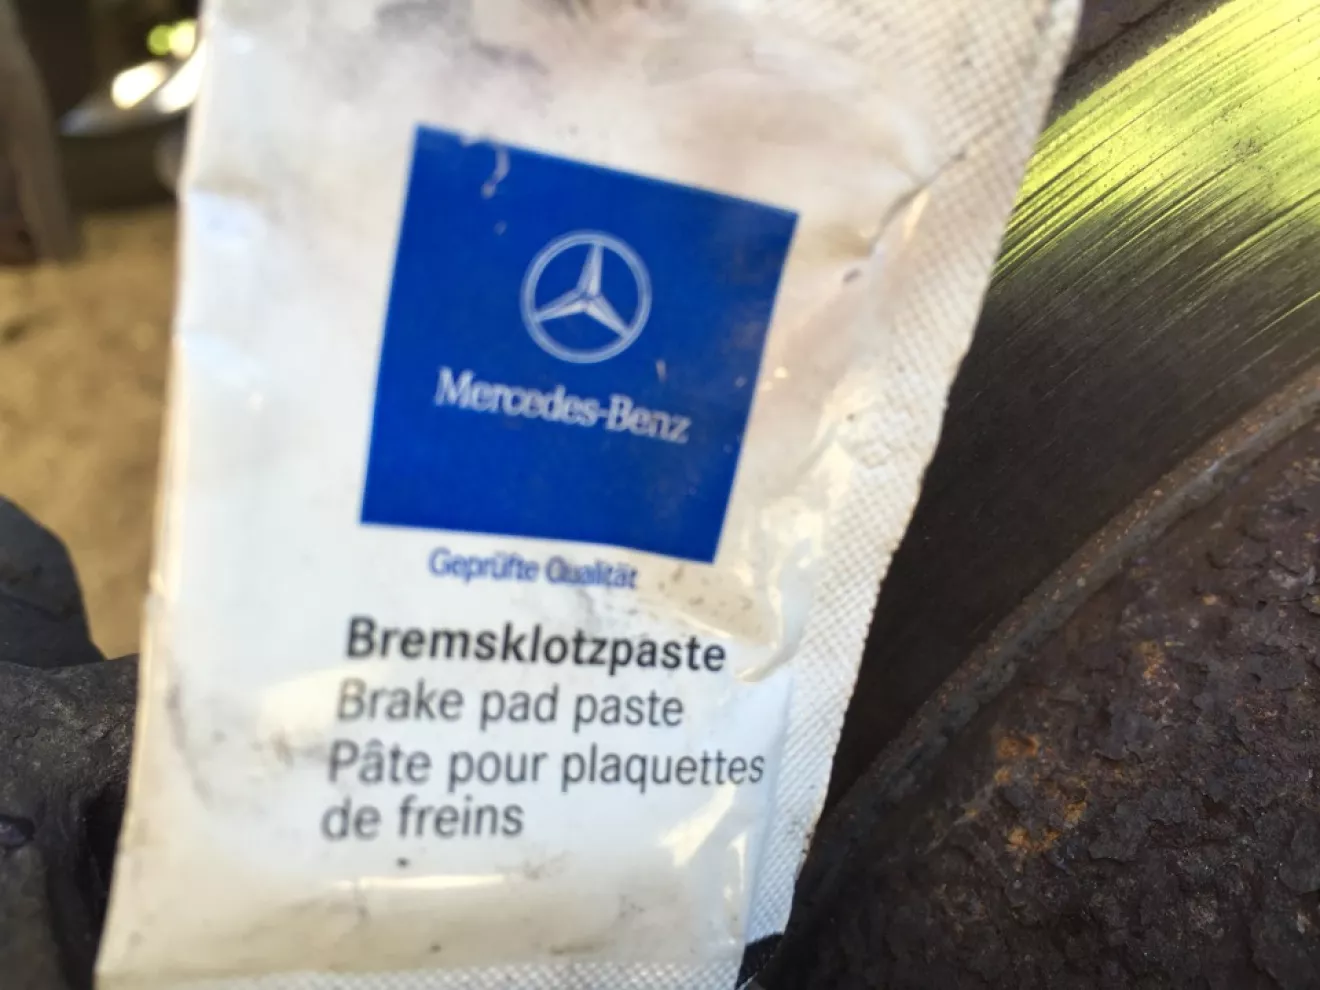 Mercedes-Benz
Geprüfte Qualität
Bremsklotzpaste
Brake pad paste
Pâte pour plaquettes
de freins